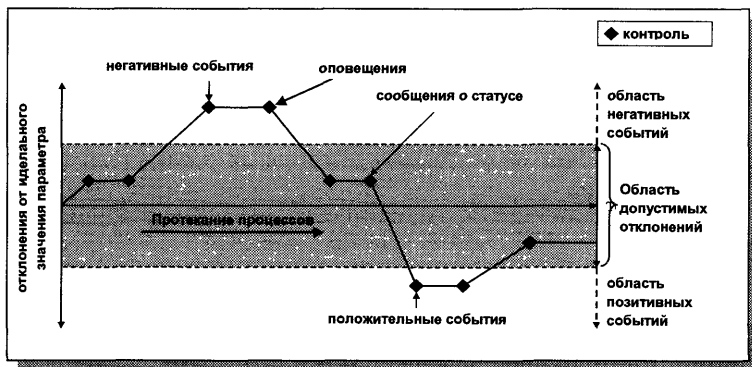 контроль
негативные события
оповещения
сообщения о статусе
область
негативных
событий
отклонения от идеального
значения параметра
Область
допустимых
отклонений
Протекание процессов
область
позитивных
событий
положительные события